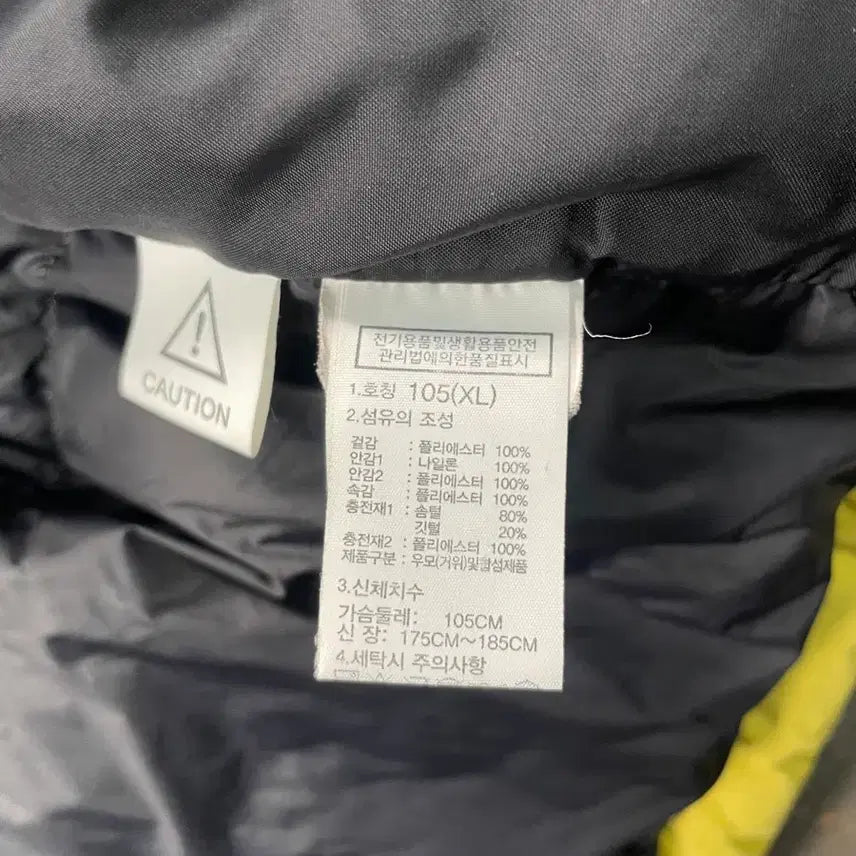 CAUTION
전기용품및생활용품안전
관리법에의한품질표시
1.호칭 105(XL)
2.섬유의 조성
겉감 : 폴리에스터 100%
안감1 : 나일론 100%
안감2 : 폴리에스터 100%
속감 : 폴리에스터 100%
충전재1 : 솜털 80%
깃털 20%
충전재2 : 폴리에스터 100%
제품구분 : 우모(거위)및합성제품
3.신체치수
가슴둘레: 105CM
신 장: 175CM~185CM
4.세탁시 주의사항